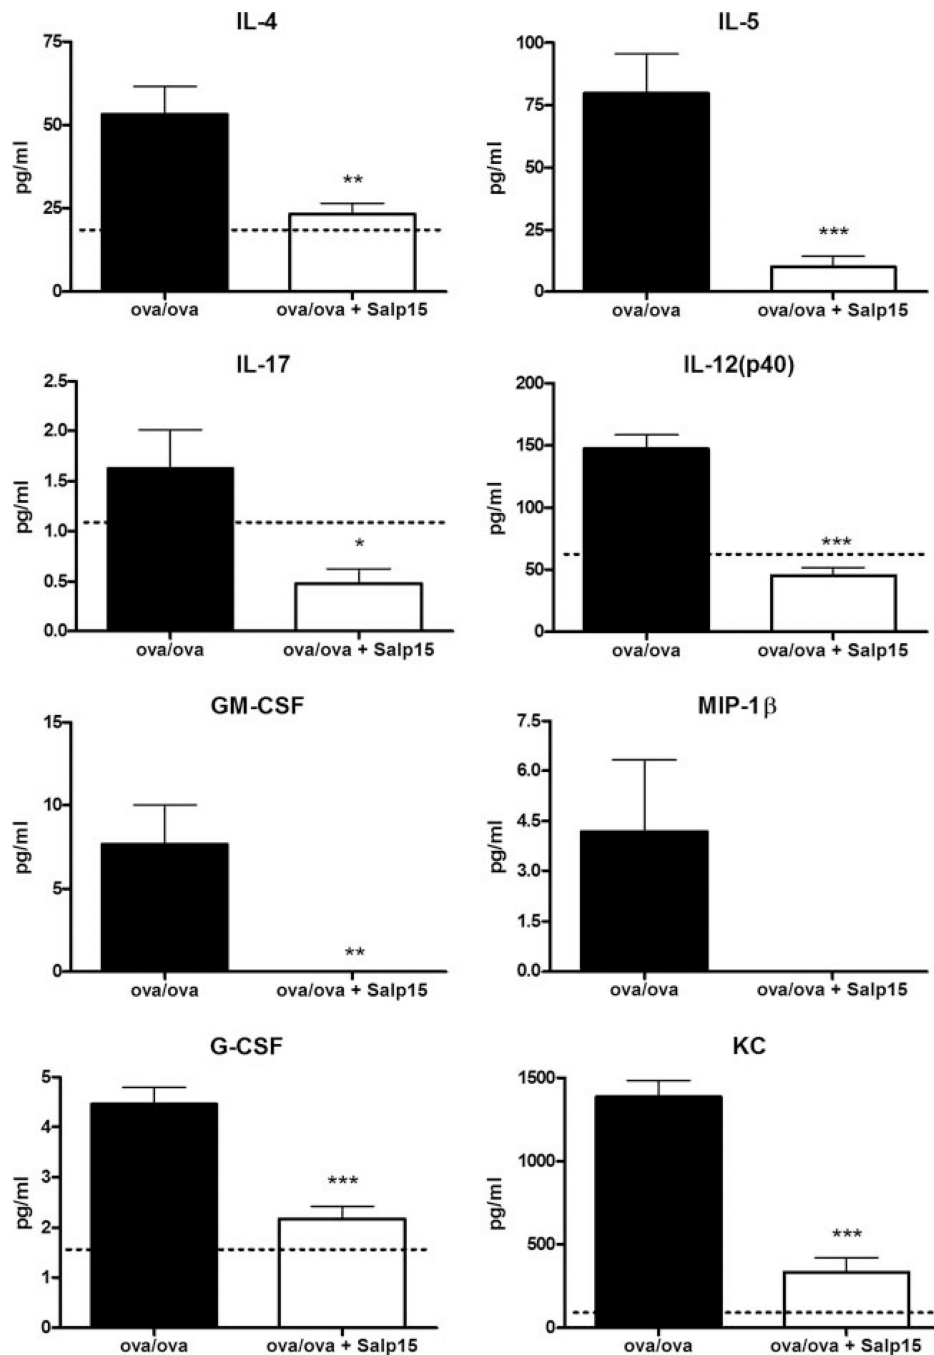 IL-4
75
50
25
0
pg/ml
**
ova/ova
ova/ova + Salp15
IL-5
100
75
50
25
0
pg/ml
***
ova/ova
ova/ova + Salp15
IL-17
2.5
2.0
1.5
1.0
0.5
0.0
pg/ml
*
ova/ova
ova/ova + Salp15
IL-12(p40)
200
150
100
50
0
pg/ml
***
ova/ova
ova/ova + Salp15
GM-CSF
15
10
5
0
pg/ml
**
ova/ova
ova/ova + Salp15
MIP-1β
7.5
6.0
4.5
3.0
1.5
0.0
pg/ml
ova/ova
ova/ova + Salp15
G-CSF
5
4
3
2
1
0
pg/ml
***
ova/ova
ova/ova + Salp15
KC
1500
1000
500
0
pg/ml
***
ova/ova
ova/ova + Salp15